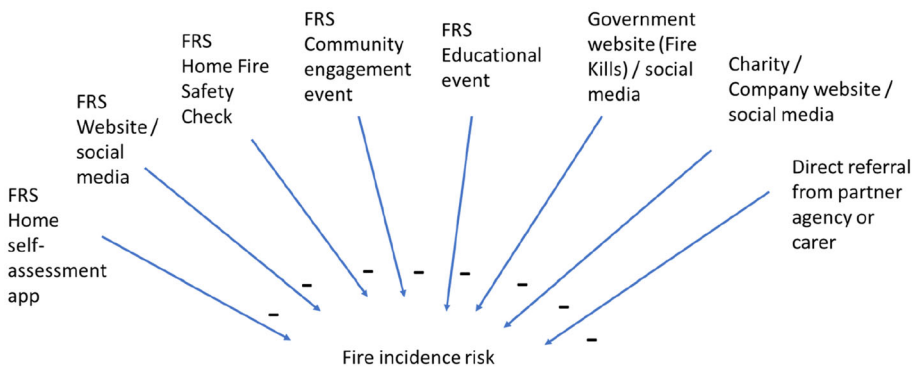 FRS
Home
self-
assessment
app
FRS
Website /
social
media
FRS
Home Fire
Safety
Check
FRS
Community
engagement
event
FRS
Educational
event
Government
website (Fire
Kills) / social
media
Charity /
Company website /
social media
Direct referral
from partner
agency or
carer
-
-
-
-
-
-
-
-
Fire incidence risk